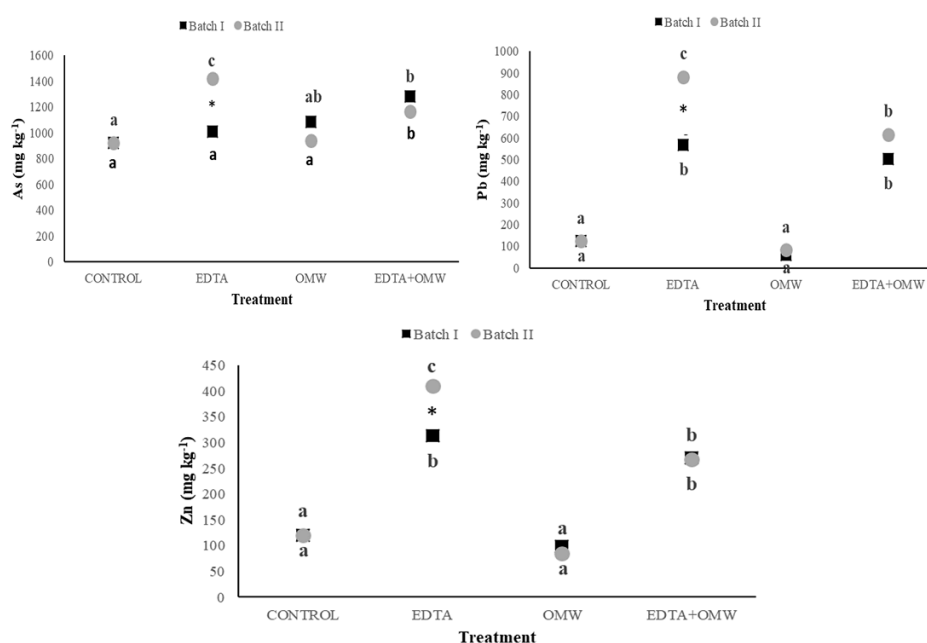 Batch I Batch II
As (mg kg⁻¹)
1600
1400
1200
1000
800
600
400
200
0
a c ab b
*
a a a b
CONTROL EDTA OMW EDTA+OMW
Treatment
Batch I Batch II
Pb (mg kg⁻¹)
1000
900
800
700
600
500
400
300
200
100
0
a c a b
*
a b a b
CONTROL EDTA OMW EDTA+OMW
Treatment
Batch I Batch II
Zn (mg kg⁻¹)
450
400
350
300
250
200
150
100
50
0
a c a b
*
a b a b
CONTROL EDTA OMW EDTA+OMW
Treatment